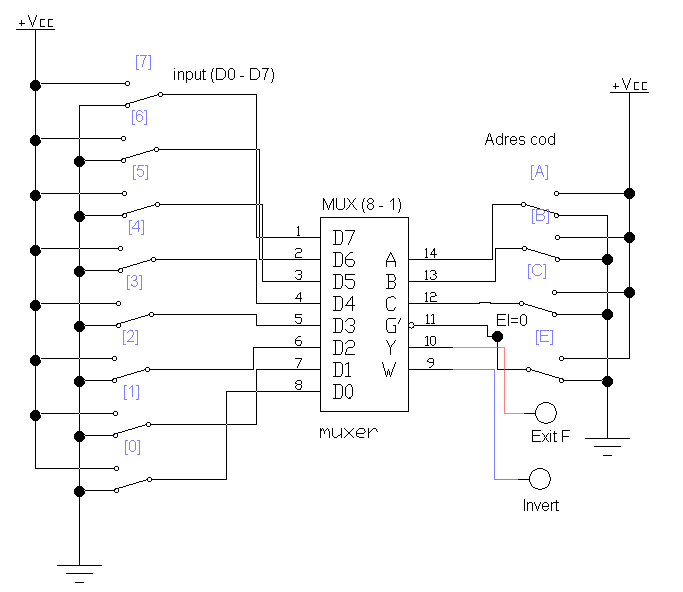 +Vcc
[7]
input (D0 - D7)
[6]
[5]
[4]
[3]
[2]
[1]
[0]
MUX (8 - 1)
1 D7
2 D6 A 14
3 D5 B 13
4 D4 C 12
5 D3 G' 11
6 D2 Y 10
7 D1 W 9
8 D0
muxer
+Vcc
Adres cod
[A]
[B]
[C]
EI=0
[E]
Exit F
Invert